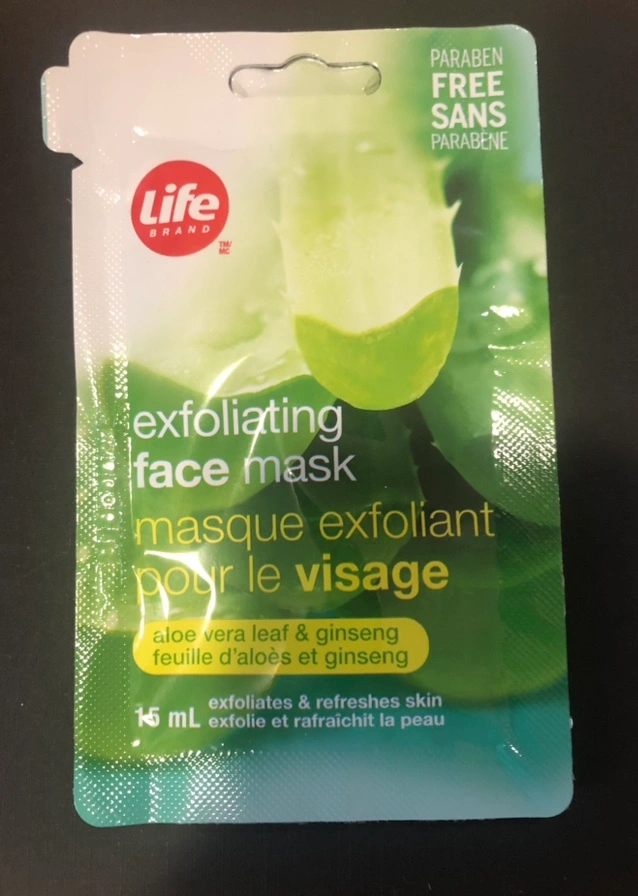 PARABEN
FREE
SANS
PARABÈNE
Life
BRAND
TM/
MC
exfoliating
face mask
masque exfoliant
pour le visage
aloe vera leaf & ginseng
feuille d'aloès et ginseng
15 mL
exfoliates & refreshes skin
exfolie et rafraîchit la peau